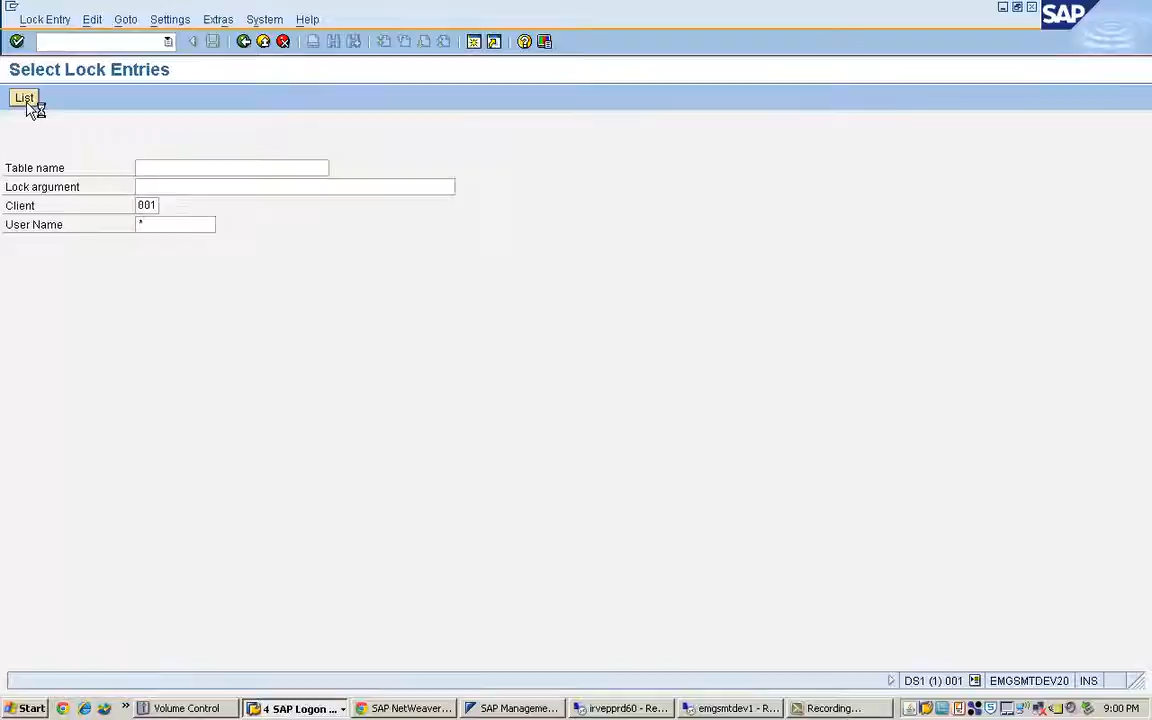 Lock Entry Edit Goto Settings Extras System Help
SAP
Select Lock Entries
List
Table name
Lock argument
Client 001
User Name *
DS1 (1) 001 EMGSMTDEV20 INS
Start » Volume Control 4 SAP Logon ... SAP NetWeaver... SAP Manageme... irvepprd60 - Re... emgsmtdev1 - R... Recording... 9:00 PM